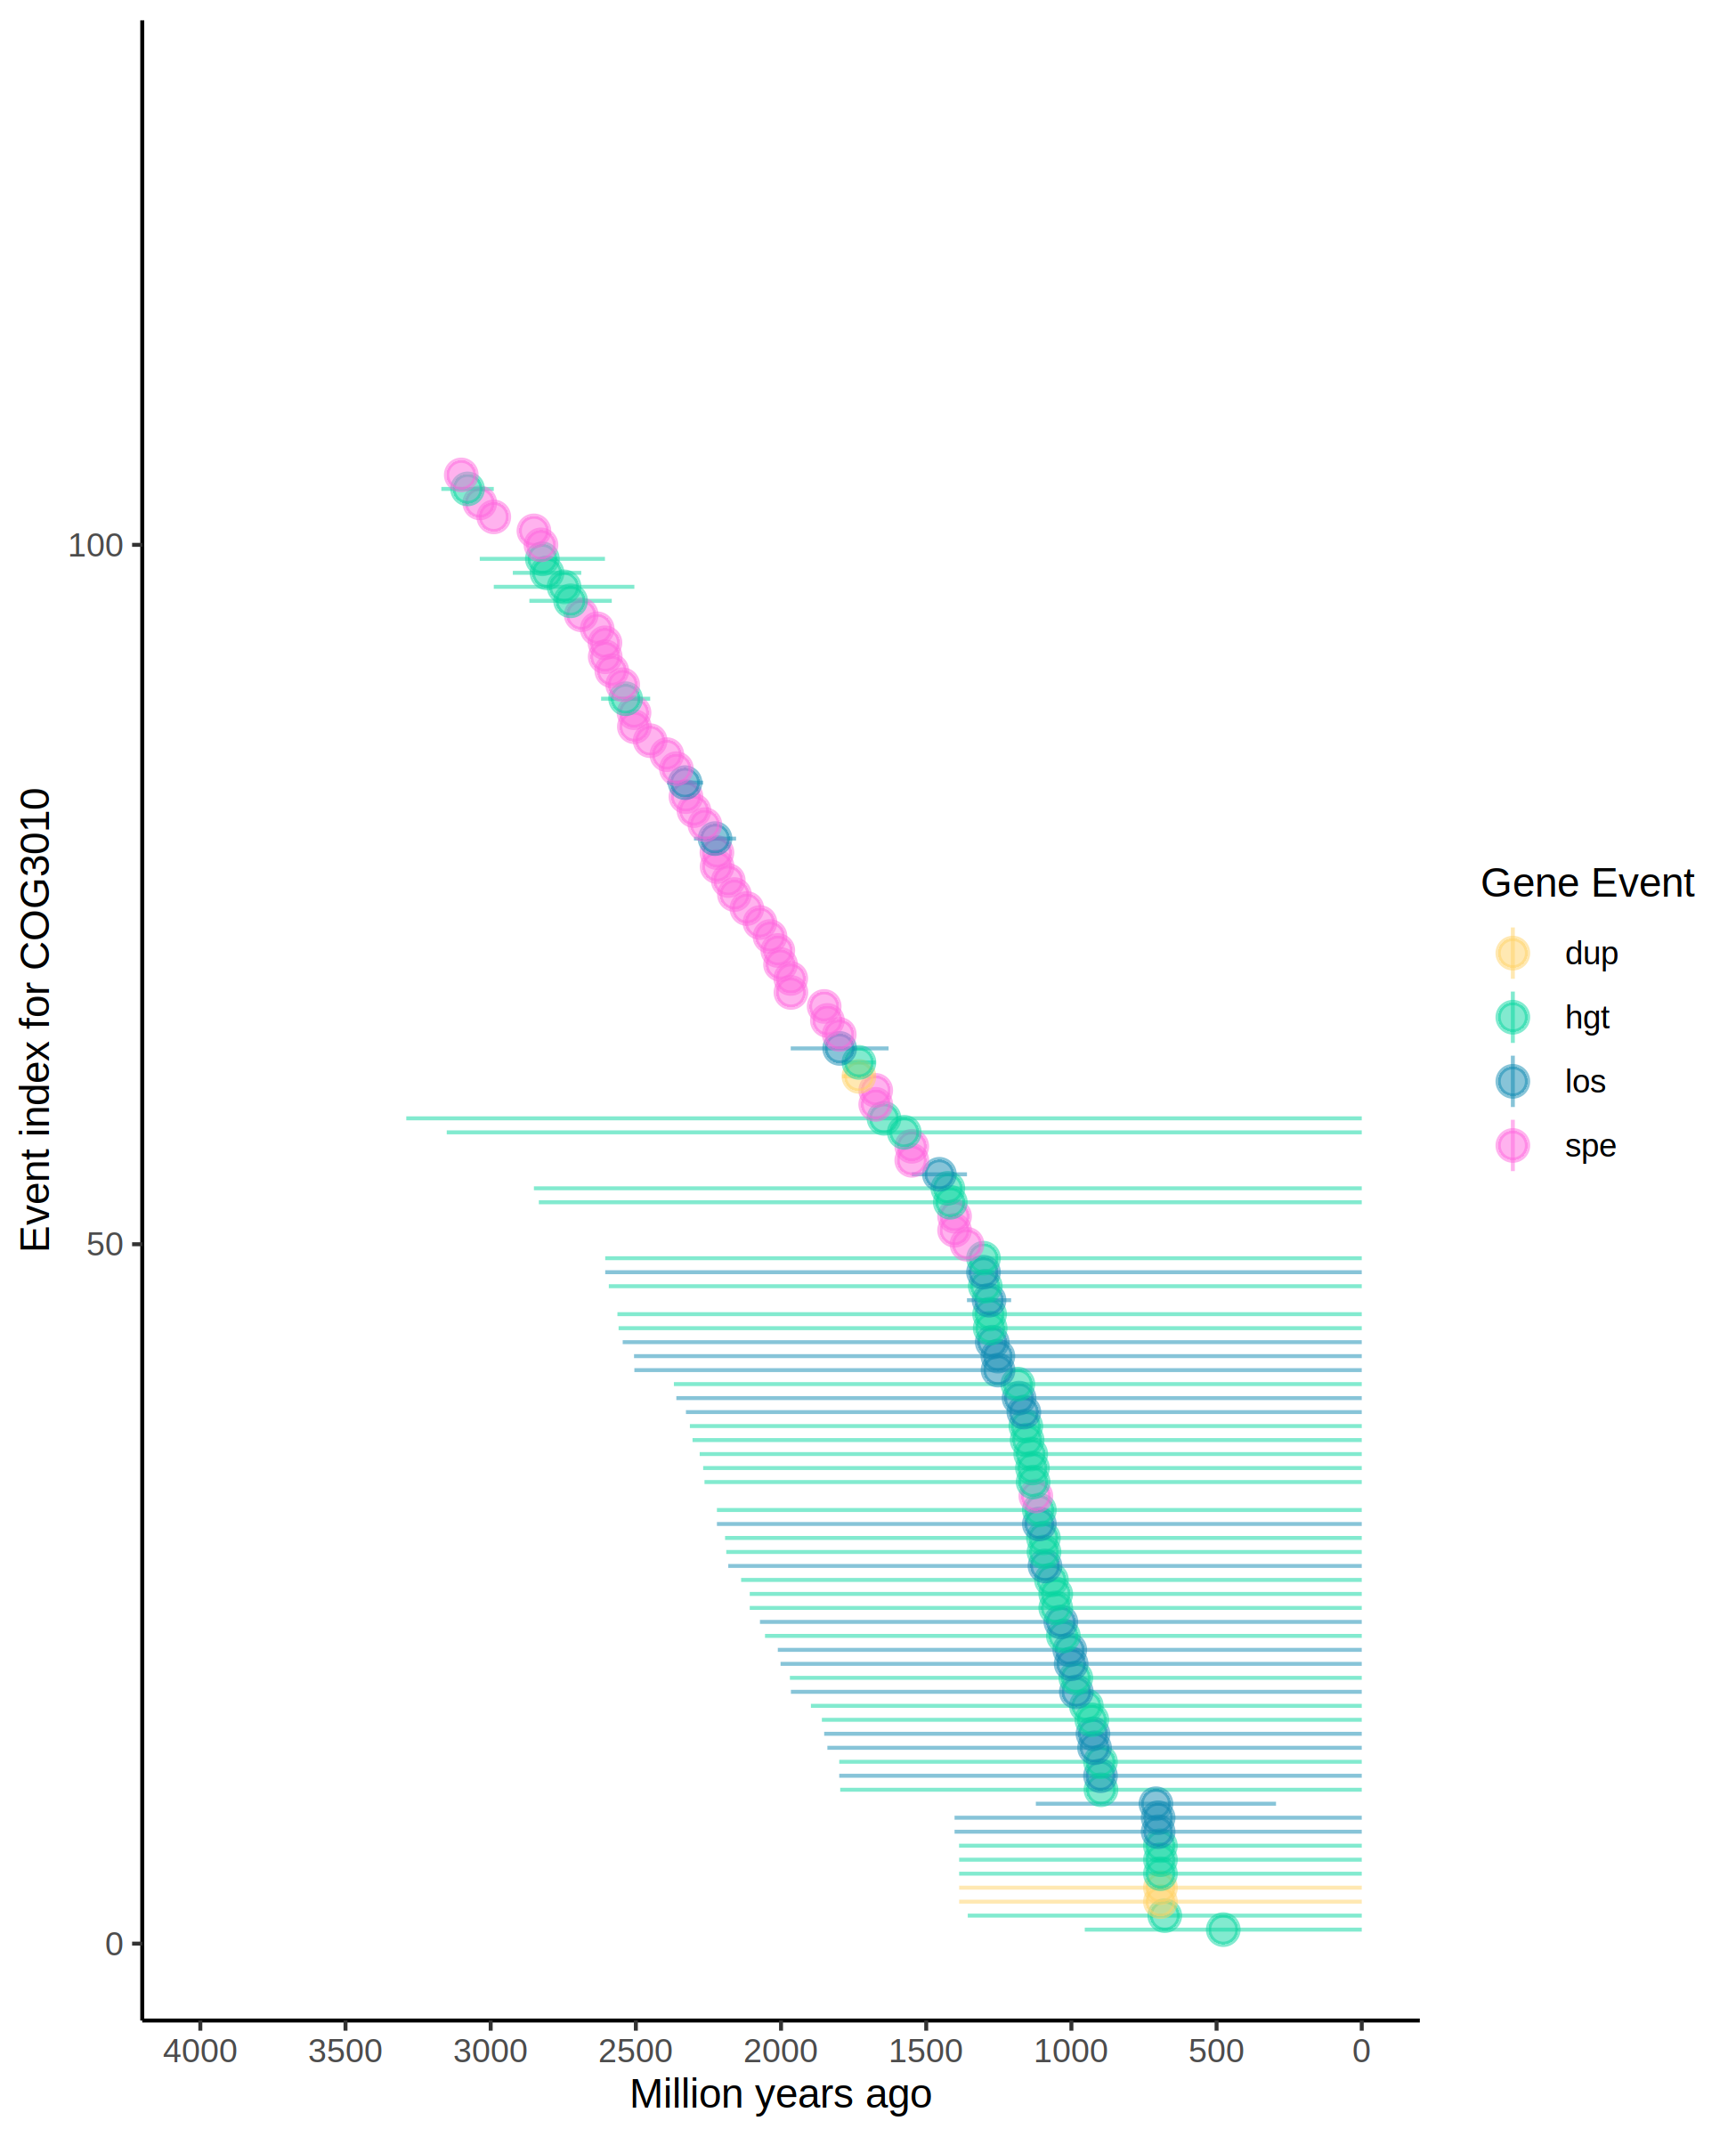 Event index for COG3010
100
50
0
4000
3500
3000
2500
2000
1500
1000
500
0
Million years ago
Gene Event
dup
hgt
los
spe